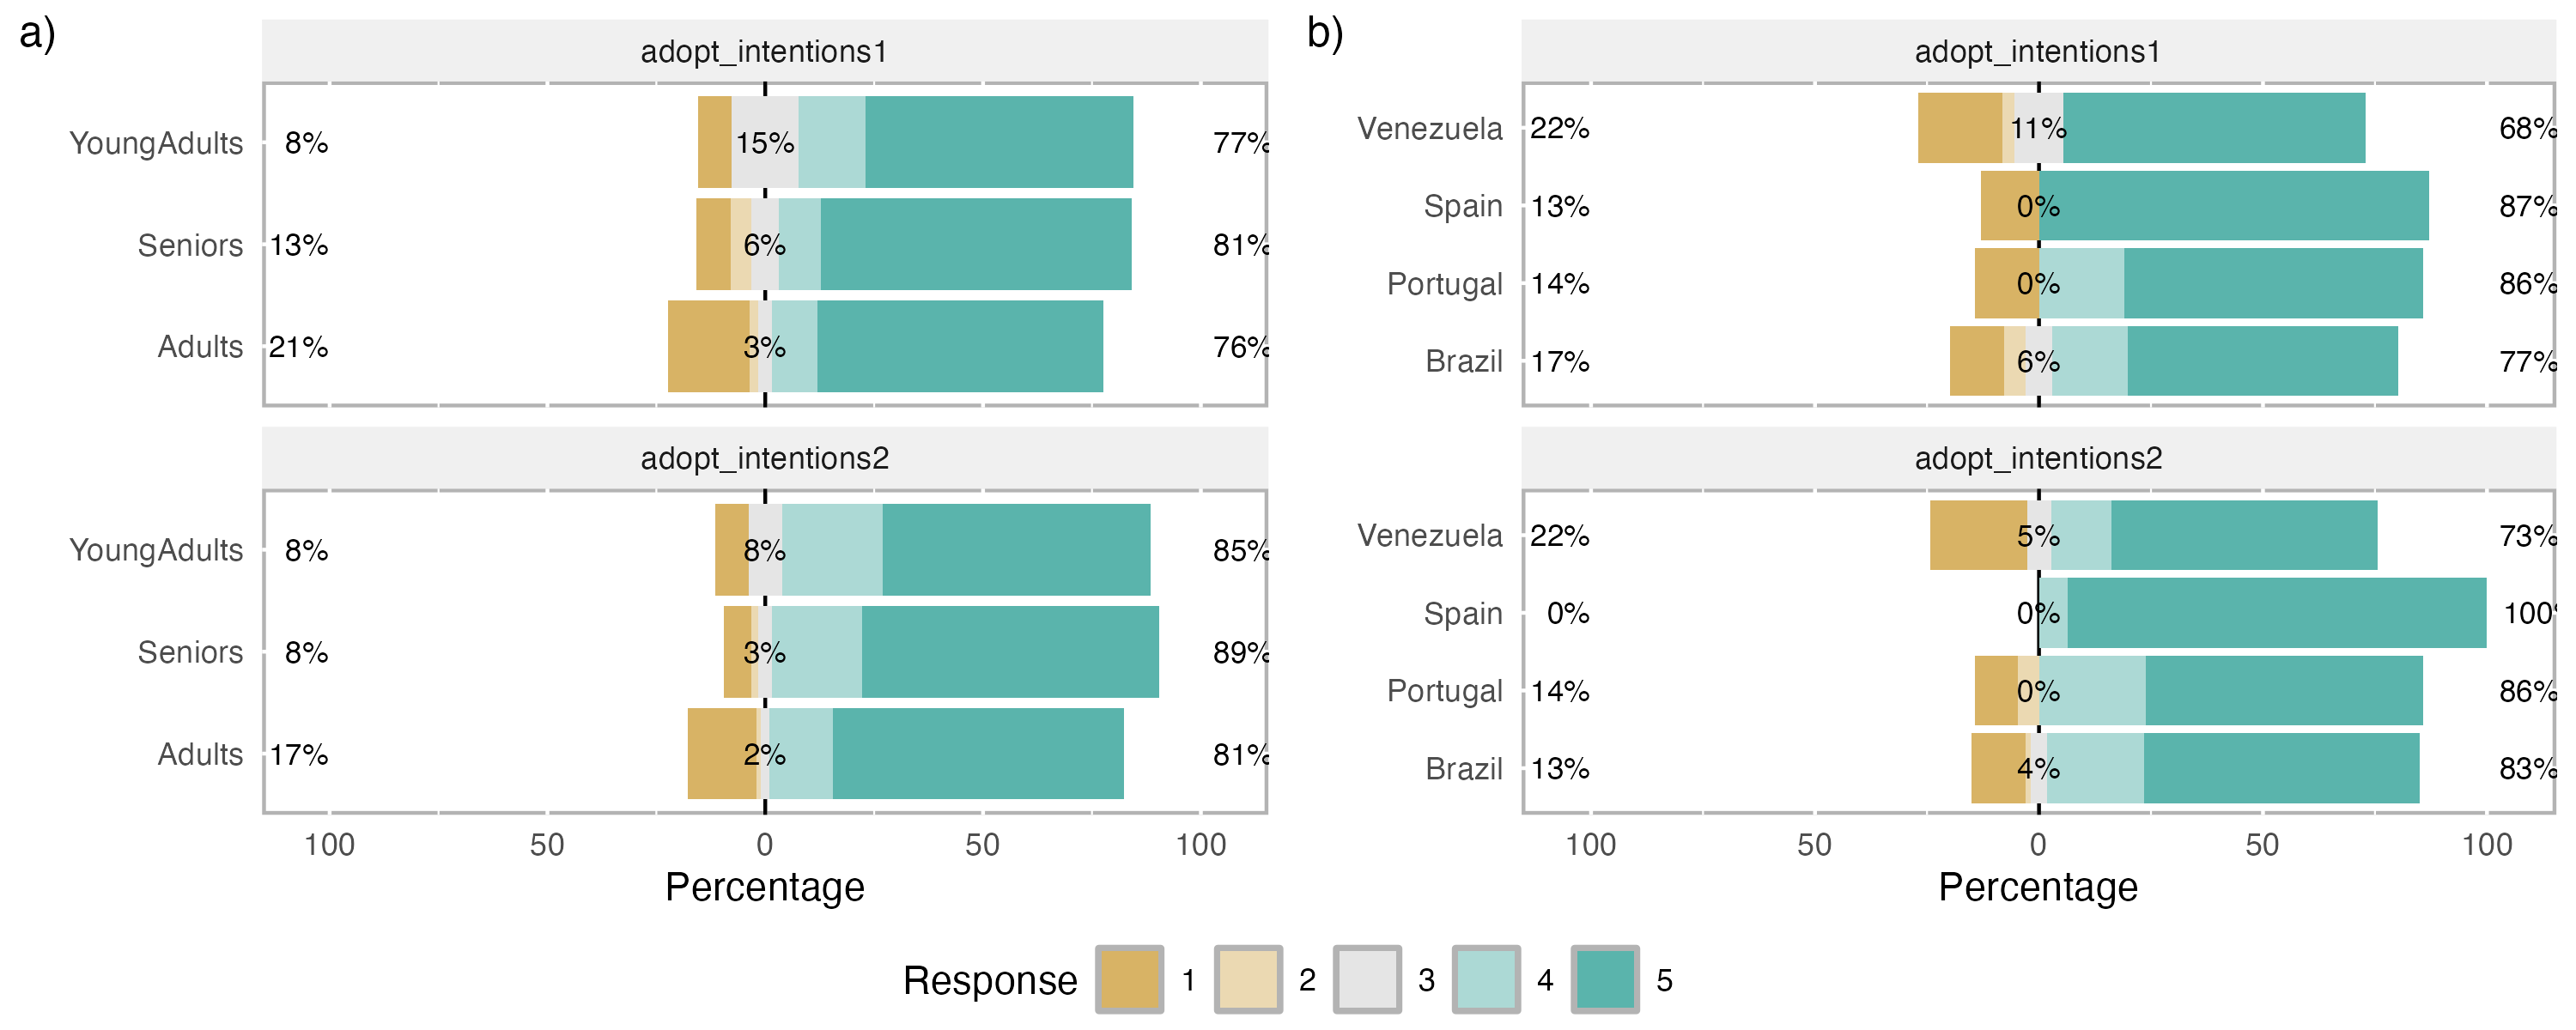 a)
adopt_intentions1
YoungAdults 8% 15% 77%
Seniors 13% 6% 81%
Adults 21% 3% 76%
adopt_intentions2
YoungAdults 8% 8% 85%
Seniors 8% 3% 89%
Adults 17% 2% 81%
100 50 0 50 100
Percentage
b)
adopt_intentions1
Venezuela 22% 11% 68%
Spain 13% 0% 87%
Portugal 14% 0% 86%
Brazil 17% 6% 77%
adopt_intentions2
Venezuela 22% 5% 73%
Spain 0% 0% 100%
Portugal 14% 0% 86%
Brazil 13% 4% 83%
100 50 0 50 100
Percentage
Response 1 2 3 4 5